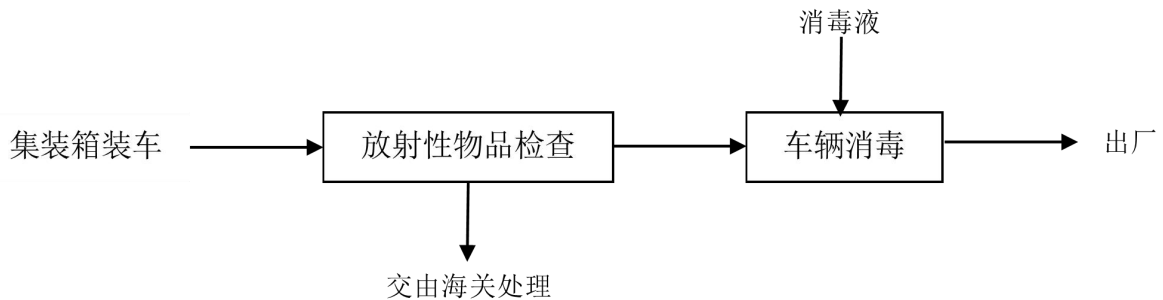 消毒液
集装箱装车
放射性物品检查
车辆消毒
出厂
交由海关处理